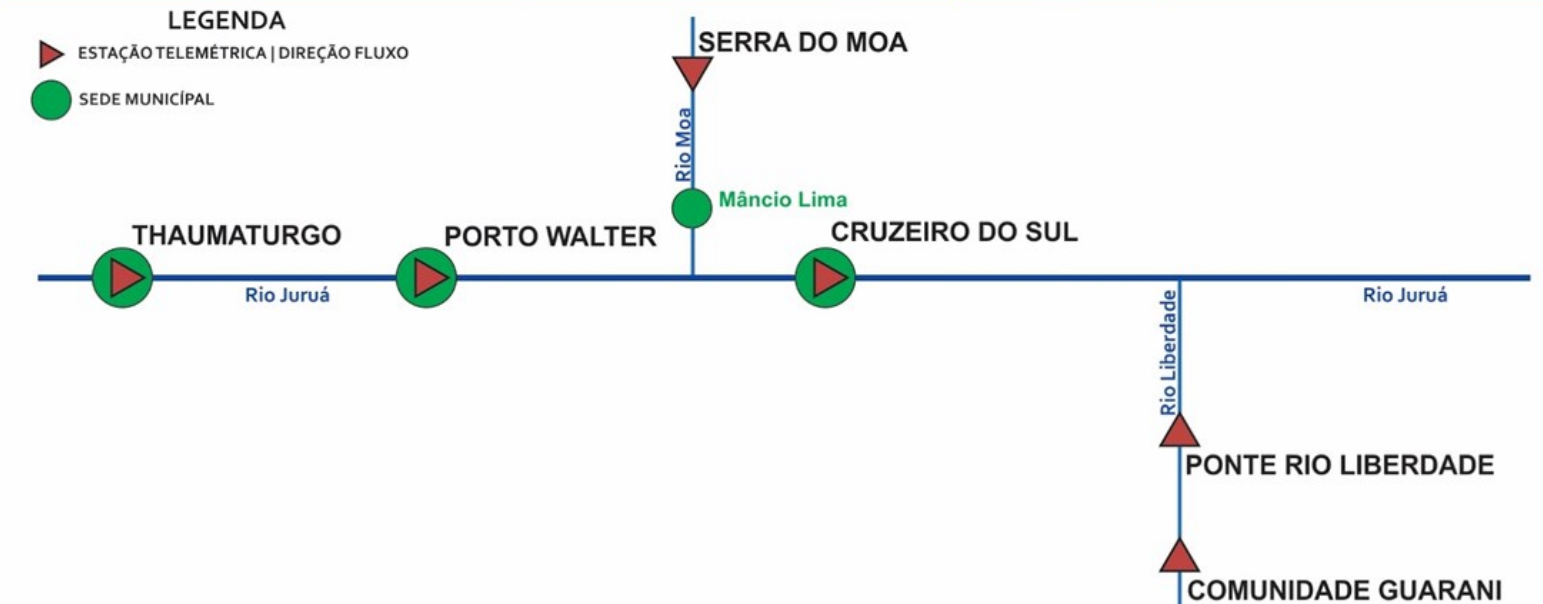 LEGENDA
ESTAÇÃO TELEMÉTRICA | DIREÇÃO FLUXO
SEDE MUNICÍPAL
SERRA DO MOA
Rio Moa
Mâncio Lima
THAUMATURGO
PORTO WALTER
CRUZEIRO DO SUL
Rio Juruá
Rio Juruá
Rio Liberdade
PONTE RIO LIBERDADE
COMUNIDADE GUARANI